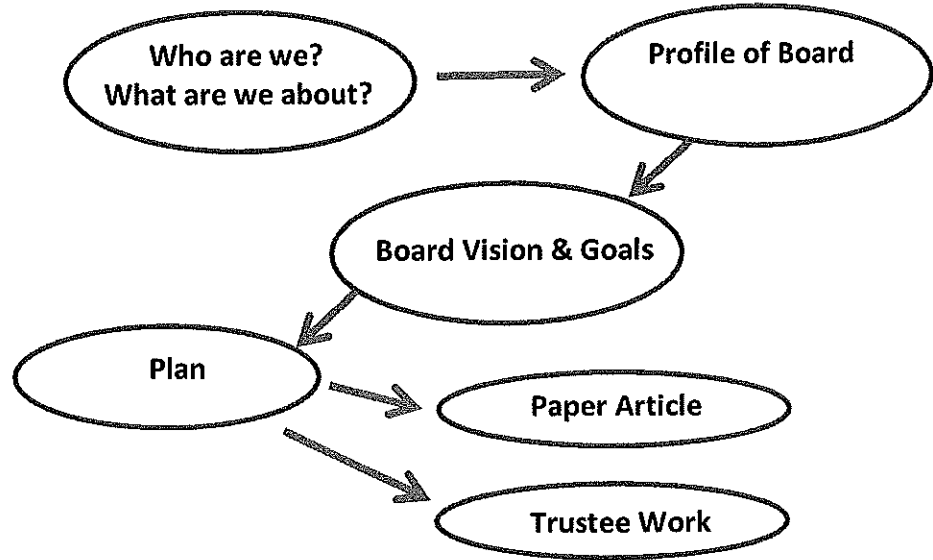 Who are we?
What are we about?
Profile of Board
Board Vision & Goals
Plan
Paper Article
Trustee Work